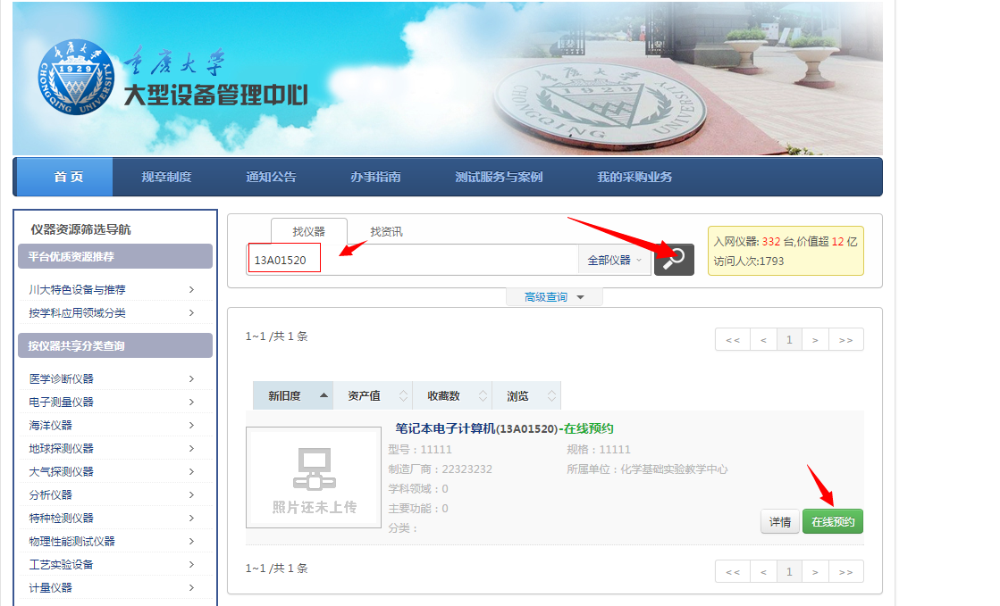 重庆大学
大型设备管理中心
1929
CHONGQING UNIVERSITY
1929
CHONGQING UNIVERSITY
首 页 规章制度 通知公告 办事指南 测试服务与案例 我的采购业务
仪器资源筛选导航
平台优质资源推荐
川大特色设备与推荐
按学科应用领域分类
按仪器共享分类查询
医学诊断仪器
电子测量仪器
海洋仪器
地球探测仪器
大气探测仪器
分析仪器
特种检测仪器
物理性能测试仪器
工艺实验设备
计量仪器
找仪器 找资讯
13A01520 全部仪器
入网仪器: 332 台,价值超 12 亿
访问人次:1793
高级查询
1~1 /共 1 条 << < 1 > >>
新旧度 资产值 收藏数 浏览
笔记本电子计算机(13A01520)-在线预约
型号：11111 规格：11111
制造厂商：22323232 所属单位：化学基础实验教学中心
学科领域：0
主要功能：0
分类：
照片还未上传
详情 在线预约
1~1 /共 1 条 << < 1 > >>